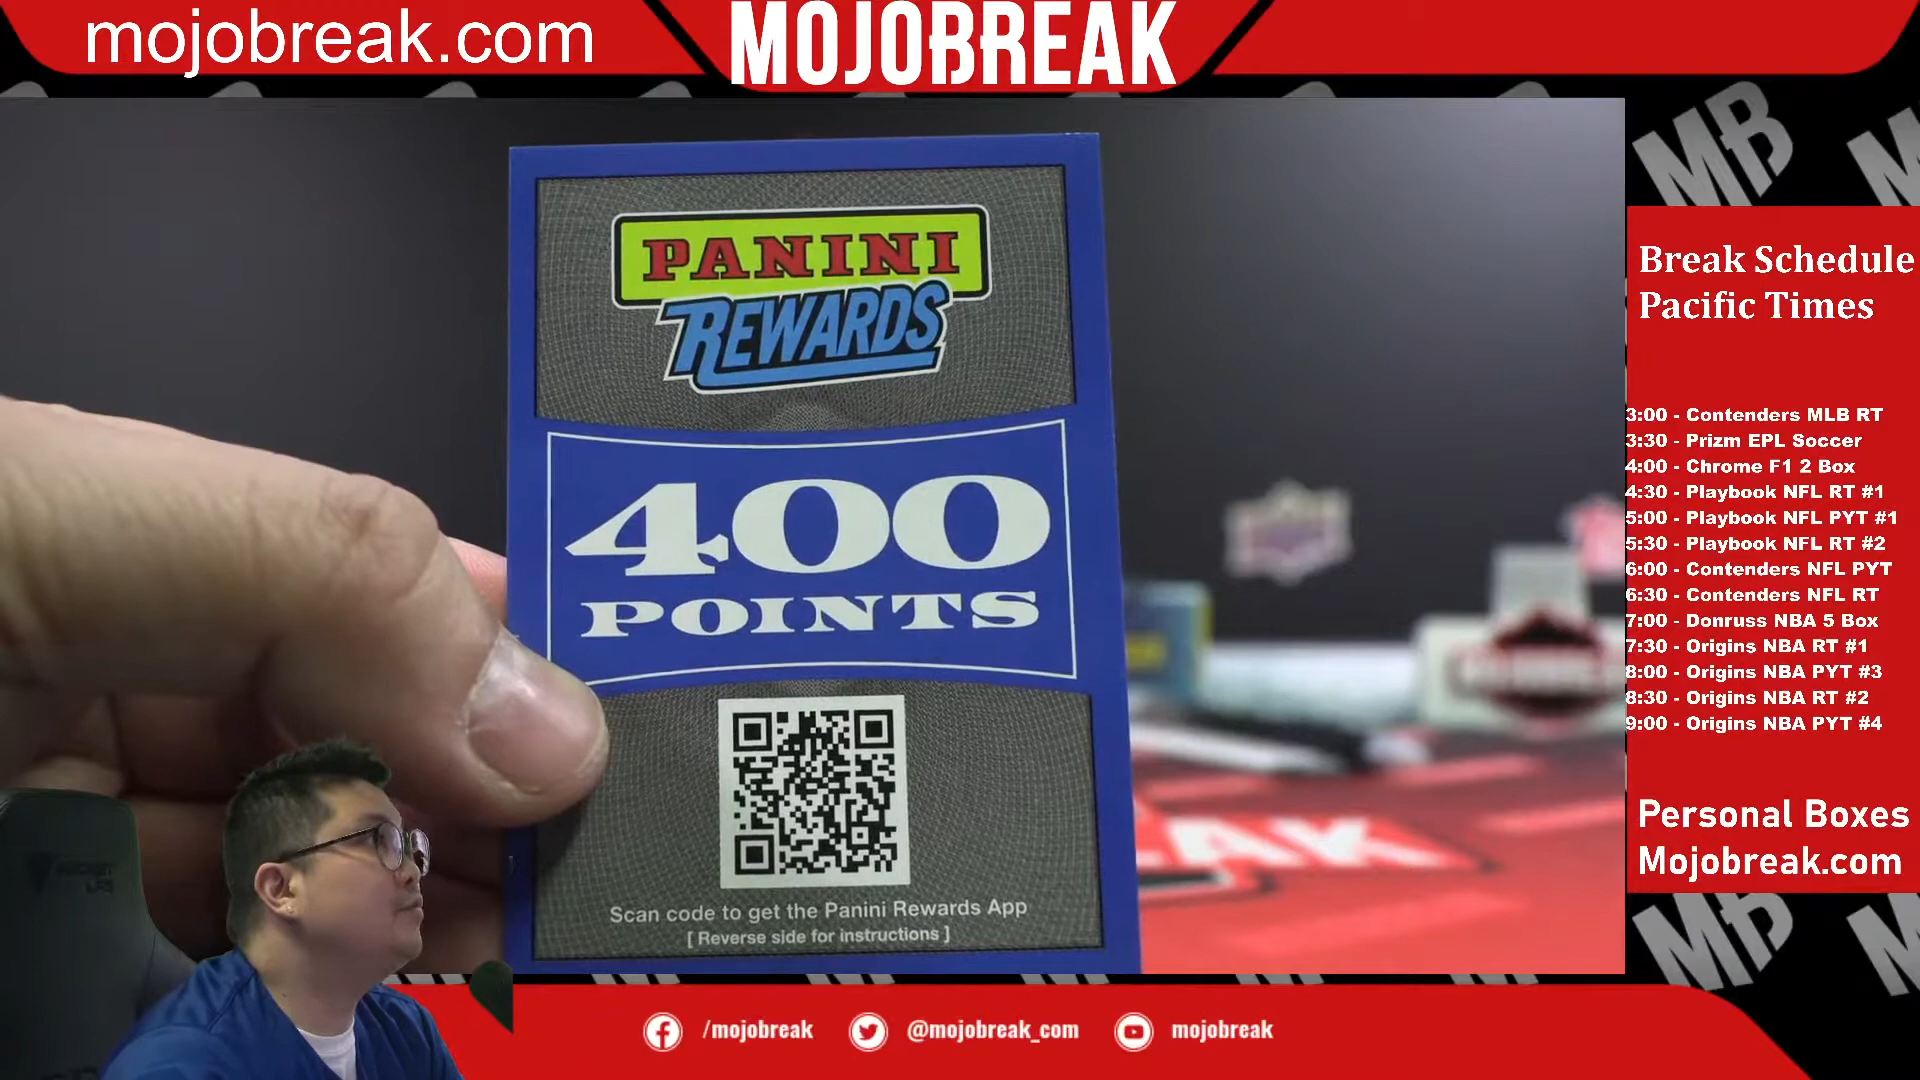 mojobreak.com
MOJOBREAK
PANINI
REWARDS
400
POINTS
Scan code to get the Panini Rewards App
[ Reverse side for instructions ]
Break Schedule
Pacific Times
3:00 - Contenders MLB RT
3:30 - Prizm EPL Soccer
4:00 - Chrome F1 2 Box
4:30 - Playbook NFL RT #1
5:00 - Playbook NFL PYT #1
5:30 - Playbook NFL RT #2
6:00 - Contenders NFL PYT
6:30 - Contenders NFL RT
7:00 - Donruss NBA 5 Box
7:30 - Origins NBA RT #1
8:00 - Origins NBA PYT #3
8:30 - Origins NBA RT #2
9:00 - Origins NBA PYT #4
Personal Boxes
Mojobreak.com
MB
MB
/mojobreak
@mojobreak_com
mojobreak